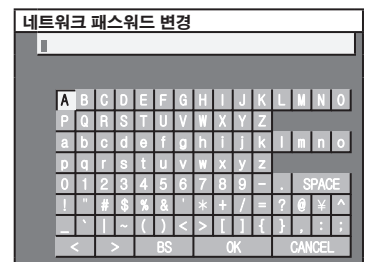 네트워크 패스워드 변경
A B C D E F G H I J K L M N O
P Q R S T U V W X Y Z
a b c d e f g h i j k l m n o
p q r s t u v w x y z
0 1 2 3 4 5 6 7 8 9 - . SPACE
! " # $ % & ' * + / = ? @ ¥ ^
_ ` | ~ ( ) < > [ ] { } , : ;
< > BS OK CANCEL